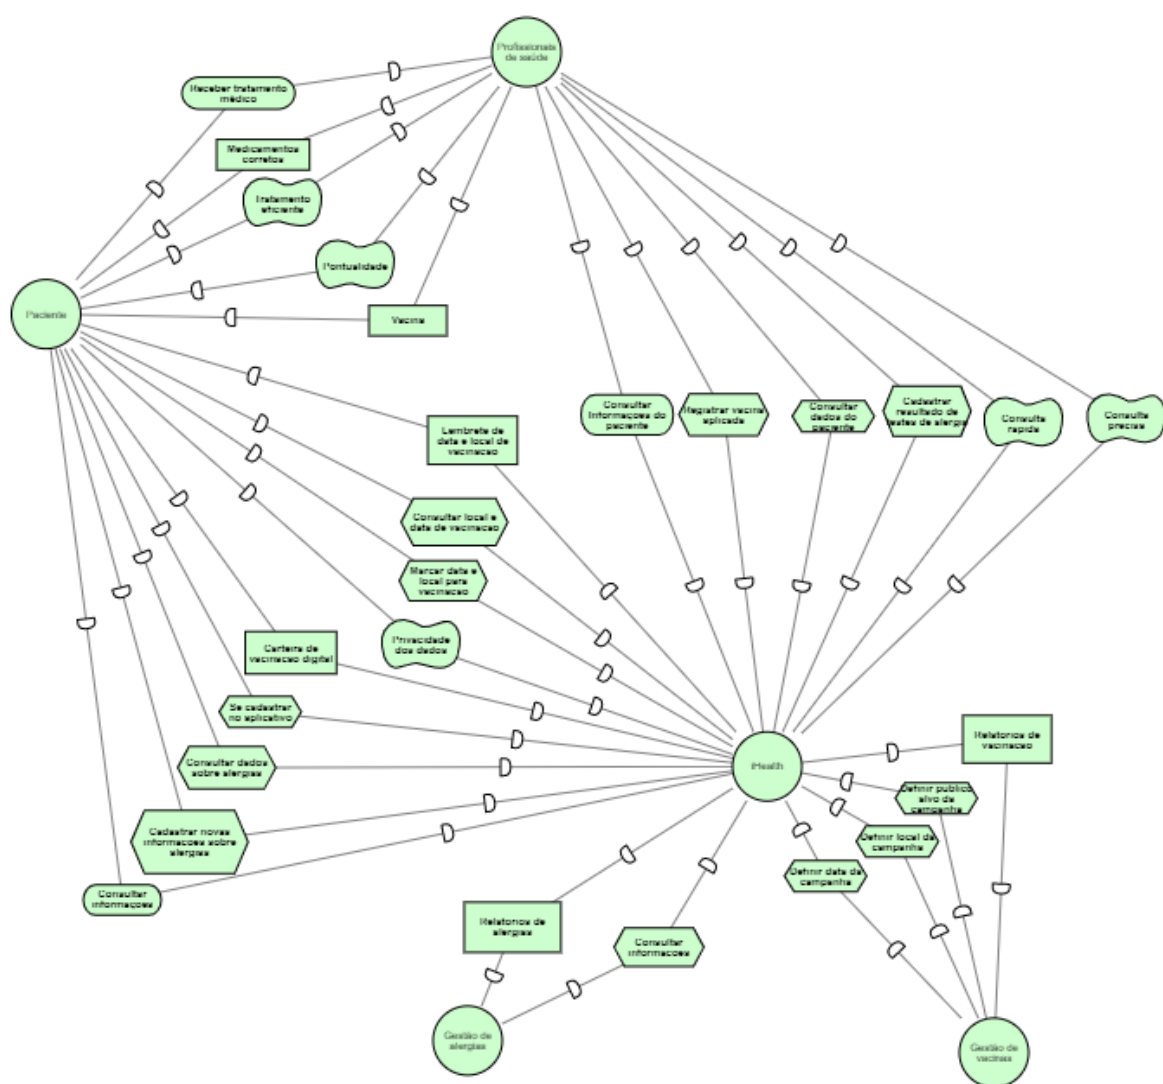 Profissionais
de saúde
Receber tratamento
médico
Medicamentos
corretos
Tratamento
eficiente
Pontualidade
Paciente
Vacina
Lembrete de
data e local de
vacinacao
Consultar
Informações do
paciente
Registrar vacina
aplicada
Consultar
dados do
paciente
Cadastrar
resultado de
testes de alergia
Consulta
rapida
Consulta
precisa
Consultar local e
data de vacinacao
Marcar data e
local para
vacinacao
Privacidade
dos dados
Carteira de
vacinacao digital
Se cadastrar
no aplicativo
Consultar dados
sobre alergias
Cadastrar novas
informacoes sobre
alergias
Consultar
informações
iHealth
Relatorios de
vacinacao
Definir publico
alvo da
campanha
Definir local da
campanha
Definir data da
campanha
Relatorios de
alergias
Consultar
informacoes
Gestão de
alergias
Gestão de
vacinas